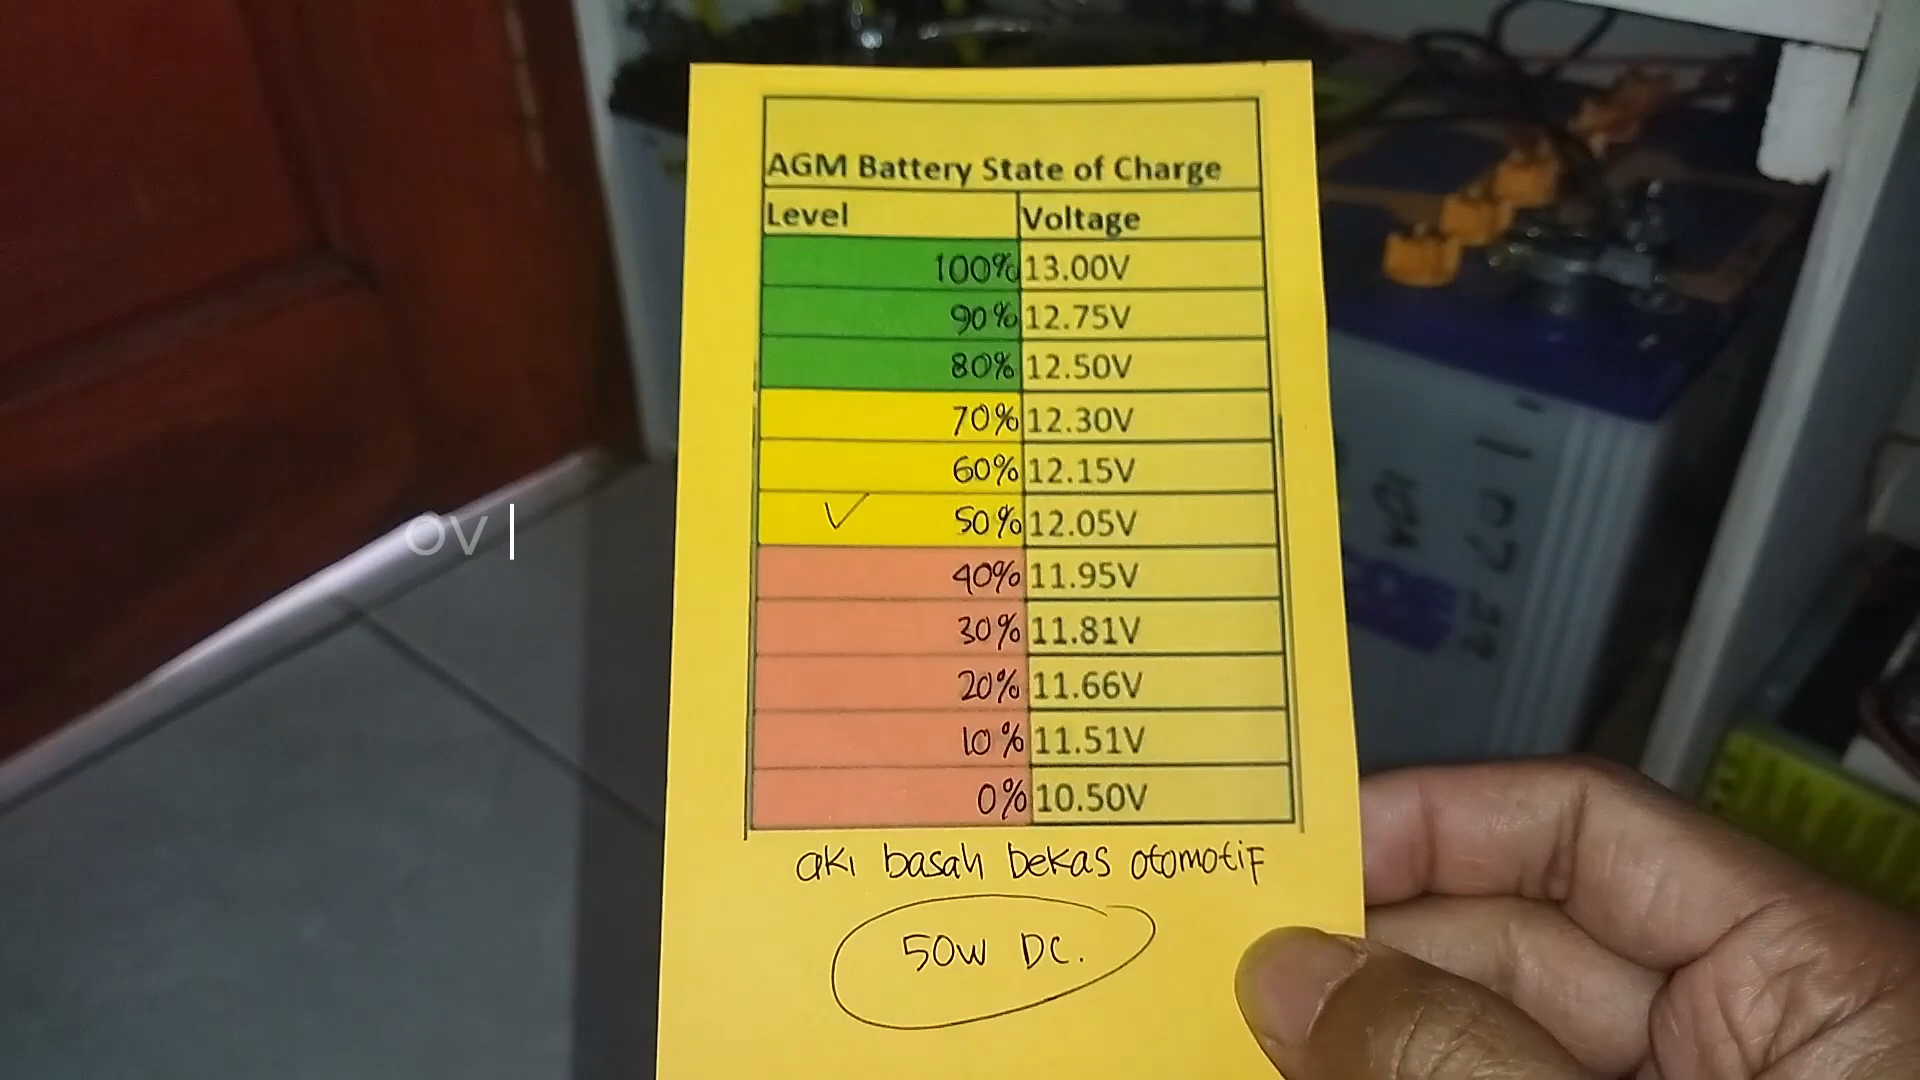 AGM Battery State of Charge
Level Voltage
100% 13.00V
90% 12.75V
80% 12.50V
70% 12.30V
60% 12.15V
✓ 50% 12.05V
40% 11.95V
30% 11.81V
20% 11.66V
10% 11.51V
0% 10.50V
aki basah bekas otomotif
50W DC.
OV |